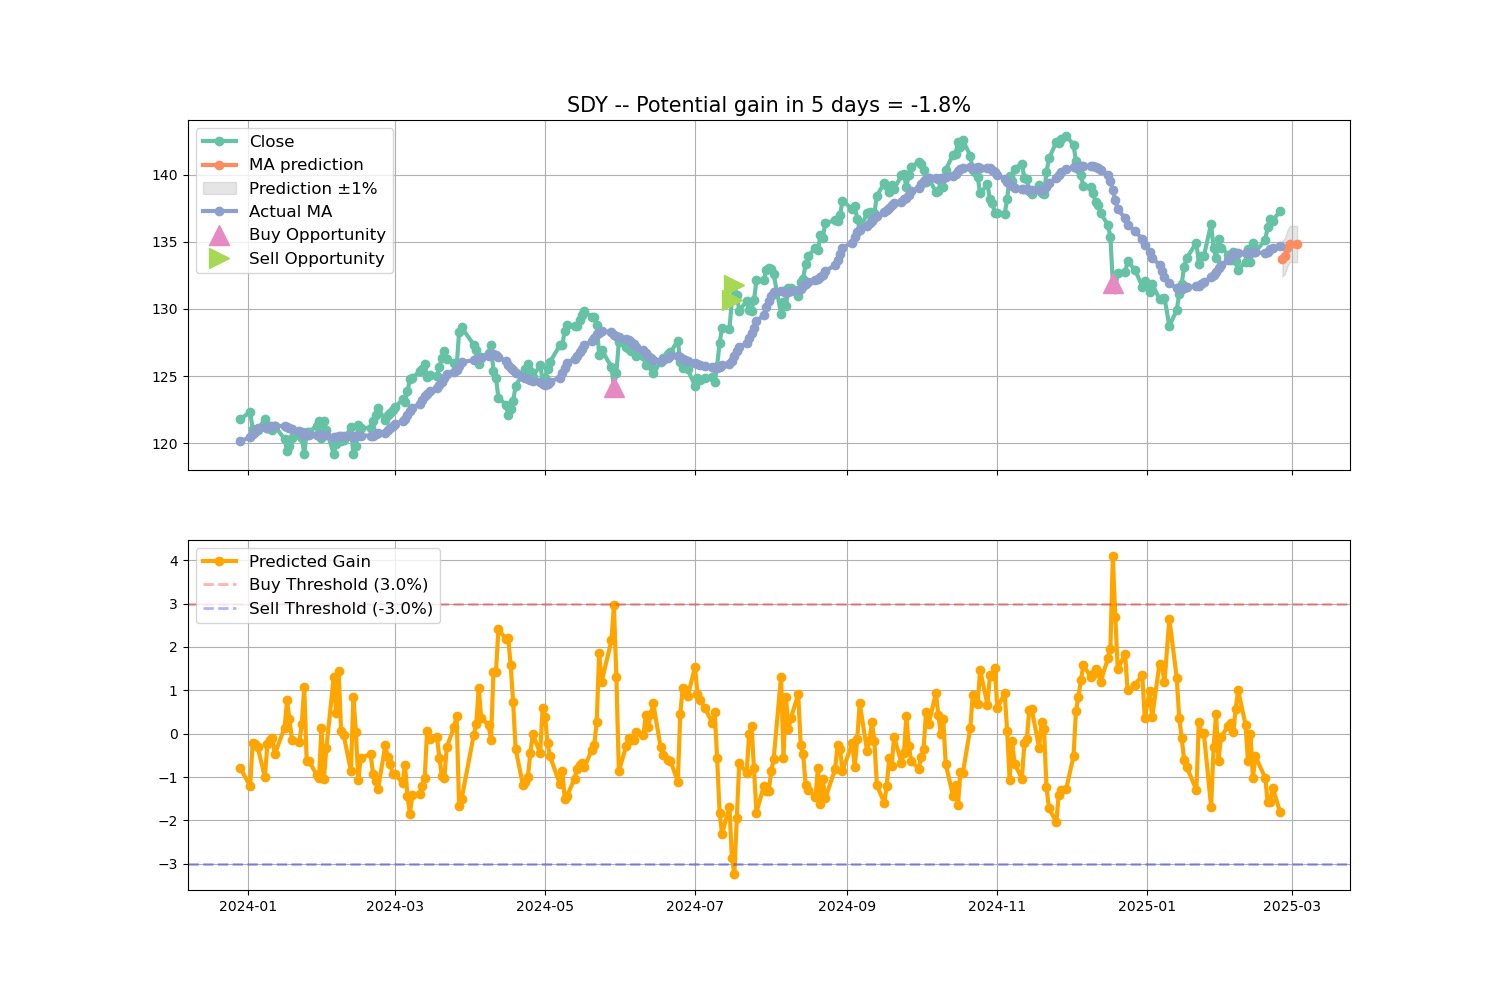 SDY -- Potential gain in 5 days = -1.8%
Close
MA prediction
Prediction ±1%
Actual MA
Buy Opportunity
Sell Opportunity
140
135
130
125
120
Predicted Gain
Buy Threshold (3.0%)
Sell Threshold (-3.0%)
4
3
2
1
0
−1
−2
−3
2024-01 2024-03 2024-05 2024-07 2024-09 2024-11 2025-01 2025-03